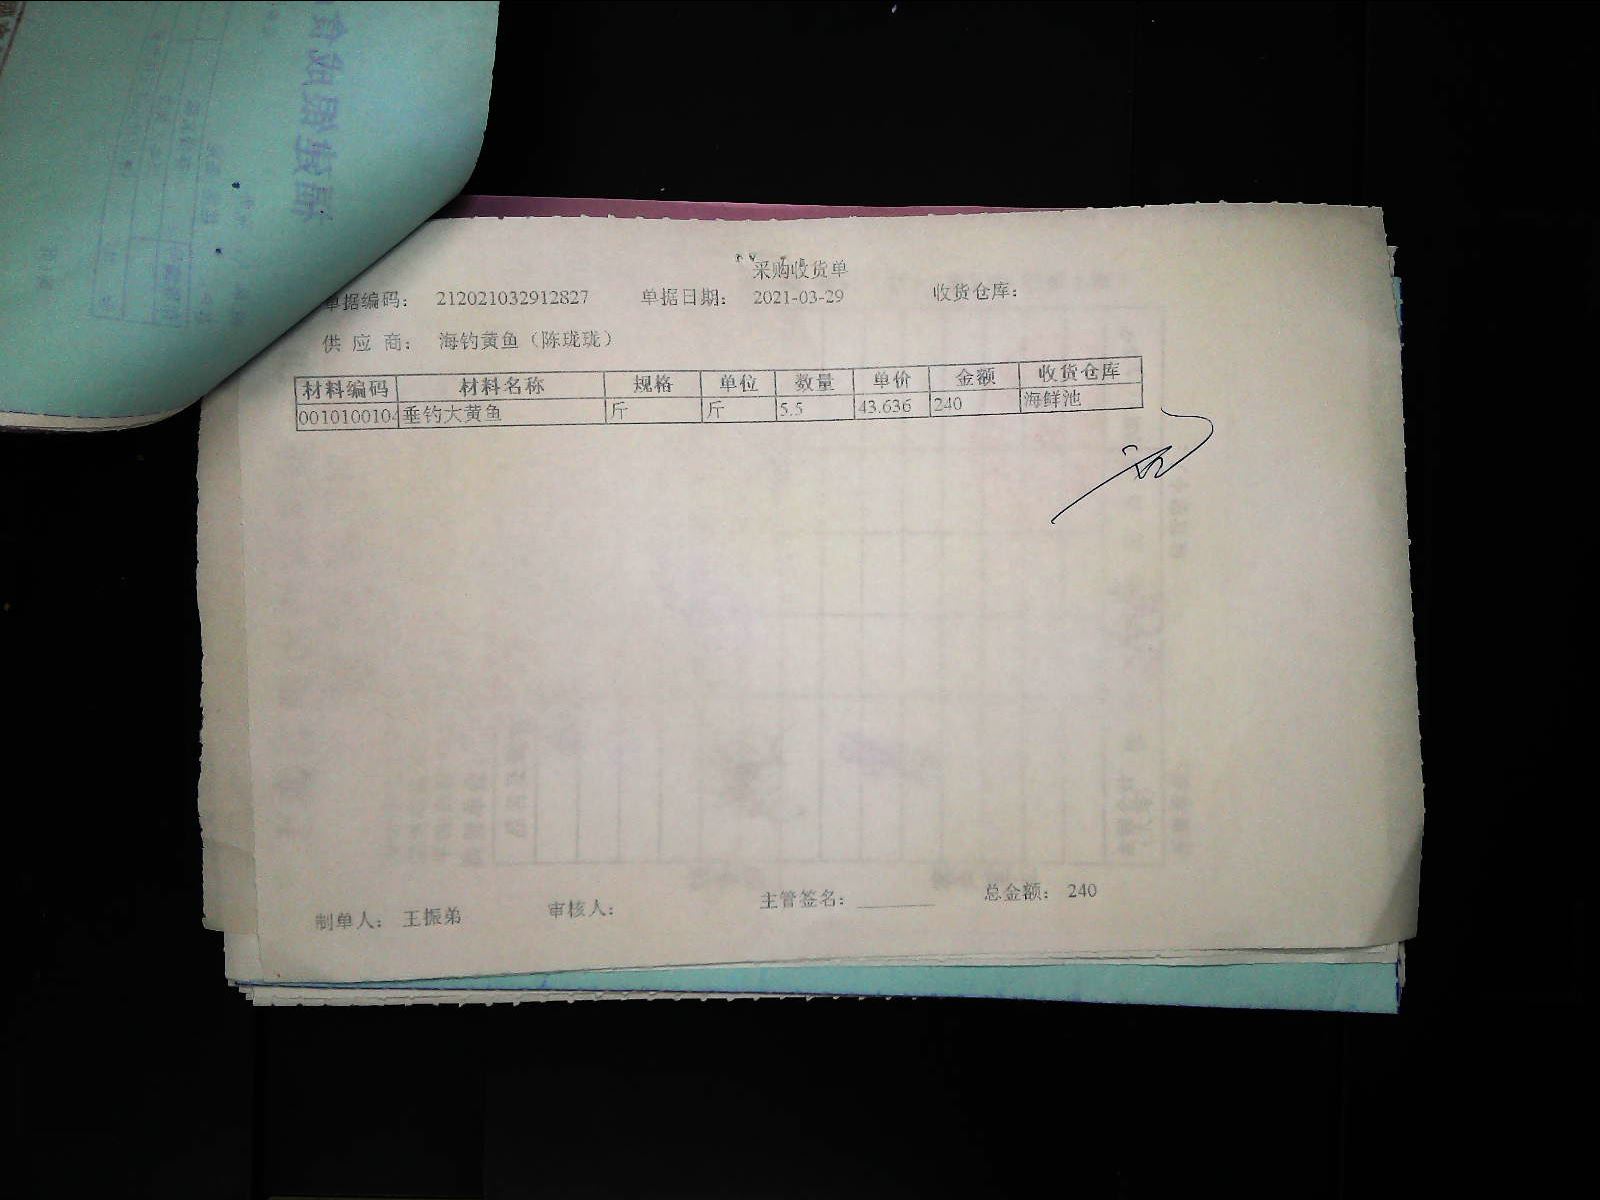 采购收货单
单据编码： 212021032912827 单据日期： 2021-03-29 收货仓库：
供 应 商： 海钓黄鱼（陈珑珑）
材料编码 材料名称 规格 单位 数量 单价 金额 收货仓库
0010100104 垂钓大黄鱼 斤 斤 5.5 43.636 240 海鲜池
制单人： 王振弟 审核人： 主管签名： ________ 总金额： 240